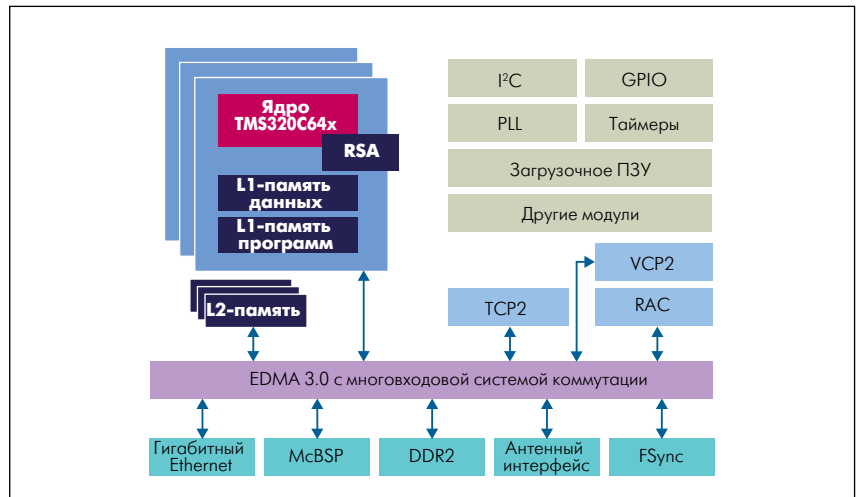 Ядро
TMS320C64x
RSA
L1-память
данных
L1-память
программ
L2-память
I²C
GPIO
PLL
Таймеры
Загрузочное ПЗУ
Другие модули
VCP2
TCP2
RAC
EDMA 3.0 с многовходовой системой коммутации
Гигабитный
Ethernet
McBSP
DDR2
Антенный
интерфейс
FSync